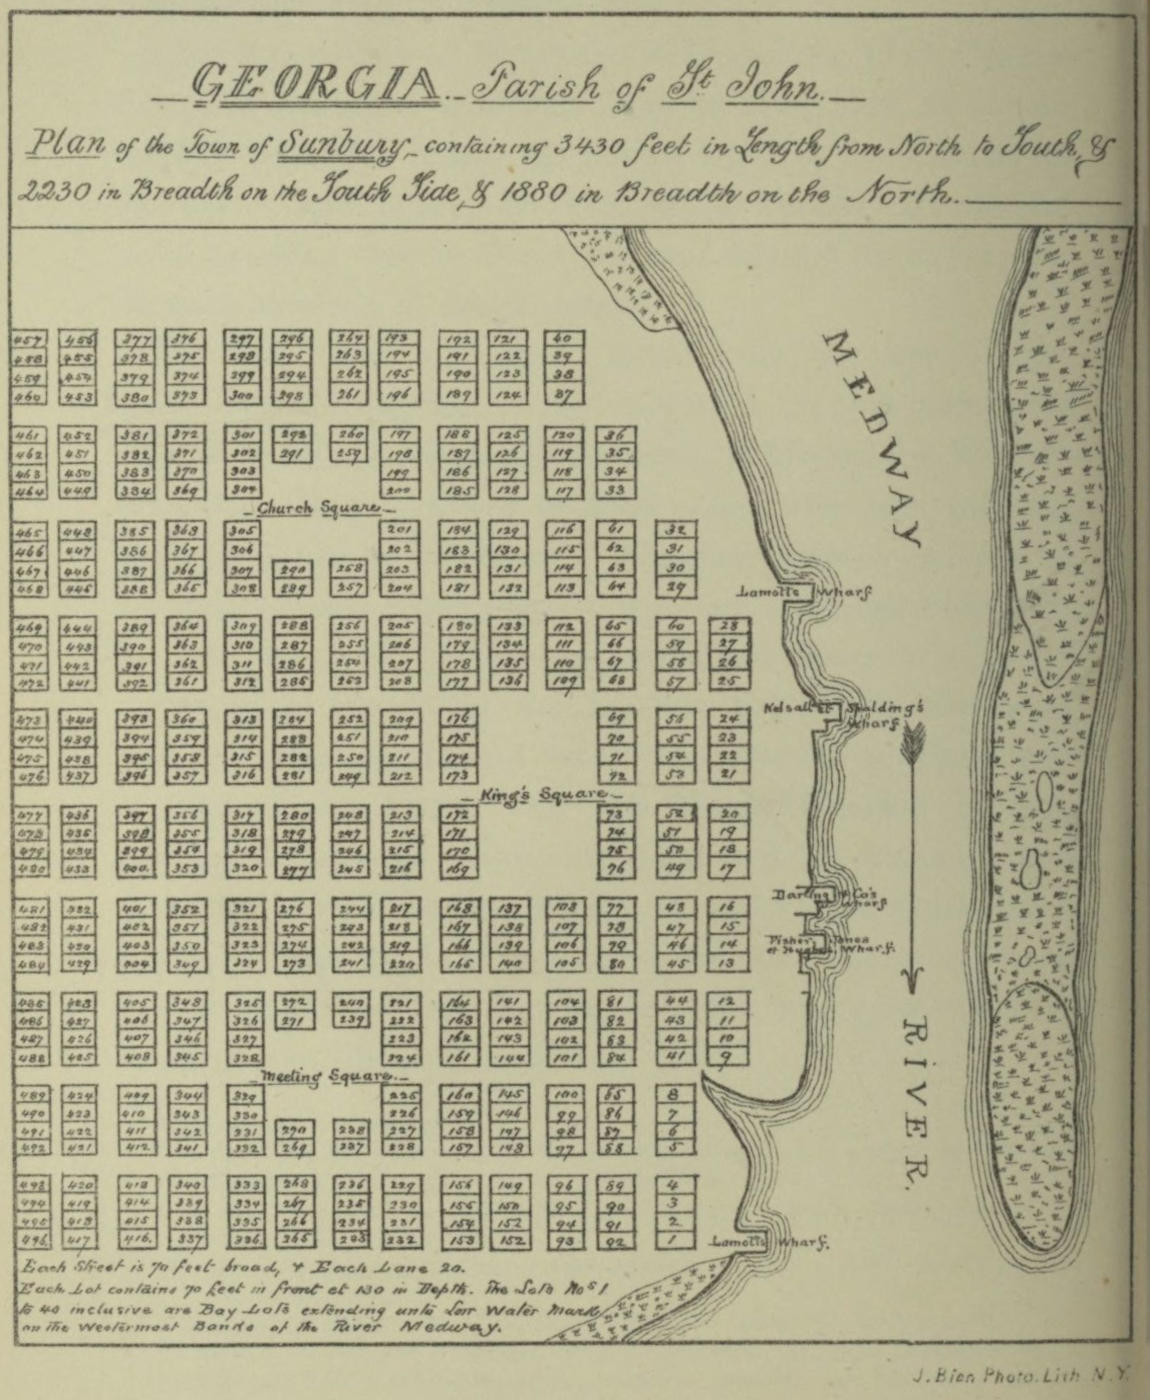 GEORGIA. Parish of St John.
Plan of the Town of Sunbury, containing 3430 feet in Length from North to South, &
2230 in Breadth on the South Side, & 1880 in Breadth on the North.
MEDWAY
457 456 377 376 297 296 264 193 192 121 40
458 455 378 375 298 295 263 194 191 122 39
459 454 379 374 299 294 262 195 190 123 38
460 453 380 373 300 293 261 196 189 124 37
461 452 381 372 301 292 260 197 188 125 120 36
462 451 382 371 302 291 259 198 187 126 119 35
463 450 383 370 303 199 186 127 118 34
464 449 384 369 304 200 185 128 117 33
Church Square
465 448 385 368 305 201 184 129 116 61 32
466 447 386 367 306 202 183 130 115 62 31
467 446 387 366 307 290 258 203 182 131 114 63 30
468 445 388 365 308 289 257 204 181 132 113 64 29
Lamotts Wharf
469 444 389 364 309 288 256 205 180 133 112 65 60 28
470 443 390 363 310 287 255 206 179 134 111 66 59 27
471 442 391 362 311 286 254 207 178 135 110 67 58 26
472 441 392 361 312 285 253 208 177 136 109 68 57 25
Kelsall & Spalding's
Wharf
473 440 393 360 313 284 252 209 176 69 56 24
474 439 394 359 314 283 251 210 175 70 55 23
475 438 395 358 315 282 250 211 174 71 54 22
476 437 396 357 316 281 249 212 173 72 53 21
King's Square
477 436 397 356 317 280 248 213 172 73 52 20
478 435 398 355 318 279 247 214 171 74 51 19
479 434 399 354 319 278 246 215 170 75 50 18
480 433 400 353 320 277 245 216 169 76 49 17
Darling & Co's
Wharf
481 432 401 352 321 276 244 217 168 137 108 77 48 16
482 431 402 351 322 275 243 218 167 138 107 78 47 15
483 430 403 350 323 274 242 219 166 139 106 79 46 14
484 429 404 349 324 273 241 220 165 140 105 80 45 13
Fisher Jones
& Hughes Wharf.
485 428 405 348 325 272 240 221 164 141 104 81 44 12
486 427 406 347 326 271 239 222 163 142 103 82 43 11
487 426 407 346 327 223 162 143 102 83 42 10
488 425 408 345 328 224 161 144 101 84 41 9
RIVER.
Meeting Square.
489 424 409 344 329 225 160 145 100 85 8
490 423 410 343 330 226 159 146 99 86 7
491 422 411 342 331 270 238 227 158 147 98 87 6
492 421 412 341 332 269 237 228 157 148 97 88 5
493 420 413 340 333 268 236 229 156 149 96 89 4
494 419 414 339 334 267 235 230 155 150 95 90 3
495 418 415 338 335 266 234 231 154 152 94 91 2
496 417 416. 337 336 265 233 232 153 152 93 92 1
Lamotts Wharf.
Each Street is 70 feet broad, & Each Lane 20.
Each Lot contains 70 feet in front et 130 in Depth. The Lots Nos 1
to 40 inclusive are Bay Lots extending unto Low Water Mark
on the Westermost Banks of the River Medway.
J. Bien Photo. Lith. N.Y.